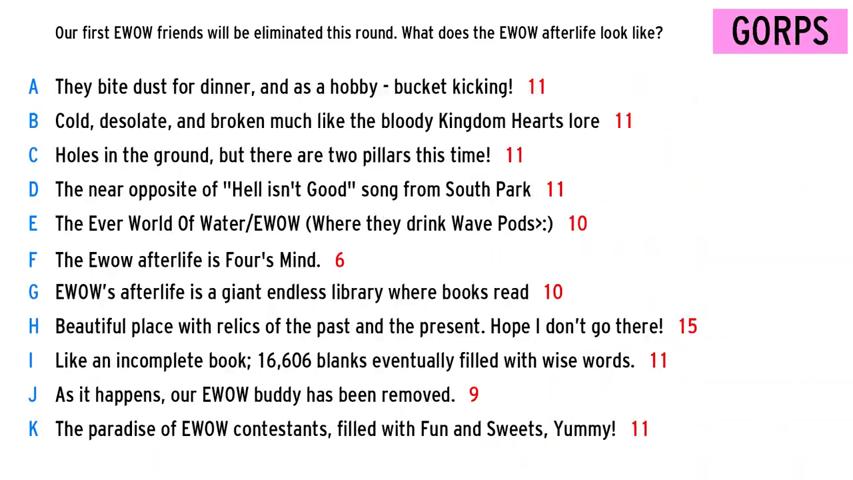 Our first EWOW friends will be eliminated this round. What does the EWOW afterlife look like?
GORPS
A They bite dust for dinner, and as a hobby - bucket kicking! 11
B Cold, desolate, and broken much like the bloody Kingdom Hearts lore 11
C Holes in the ground, but there are two pillars this time! 11
D The near opposite of "Hell isn't Good" song from South Park 11
E The Ever World Of Water/EWOW (Where they drink Wave Pods>:) 10
F The Ewow afterlife is Four's Mind. 6
G EWOW’s afterlife is a giant endless library where books read 10
H Beautiful place with relics of the past and the present. Hope I don’t go there! 15
I Like an incomplete book; 16,606 blanks eventually filled with wise words. 11
J As it happens, our EWOW buddy has been removed. 9
K The paradise of EWOW contestants, filled with Fun and Sweets, Yummy! 11